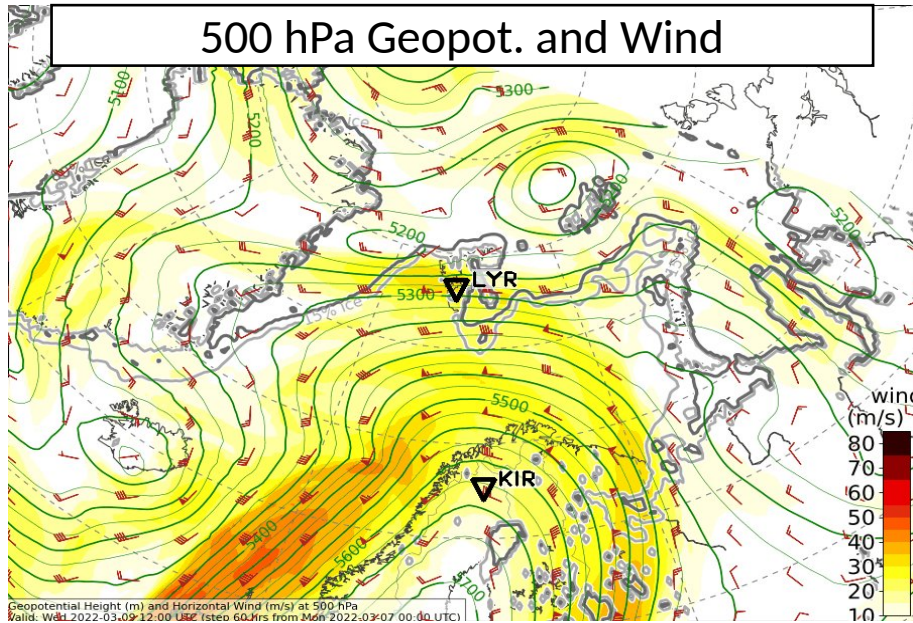 500 hPa Geopot. and Wind
5100
5300
5200
ice
5200
5200
5200
LYR
5300
15% ice
5500
wind
(m/s)
80
70
60
50
40
30
20
10
KIR
5400
5600
5700
Geopotential Height (m) and Horizontal Wind (m/s) at 500 hPa
Valid: Wed 2022-03-09 12:00 UTC (step 60 hrs from Mon 2022-03-07 00:00 UTC)